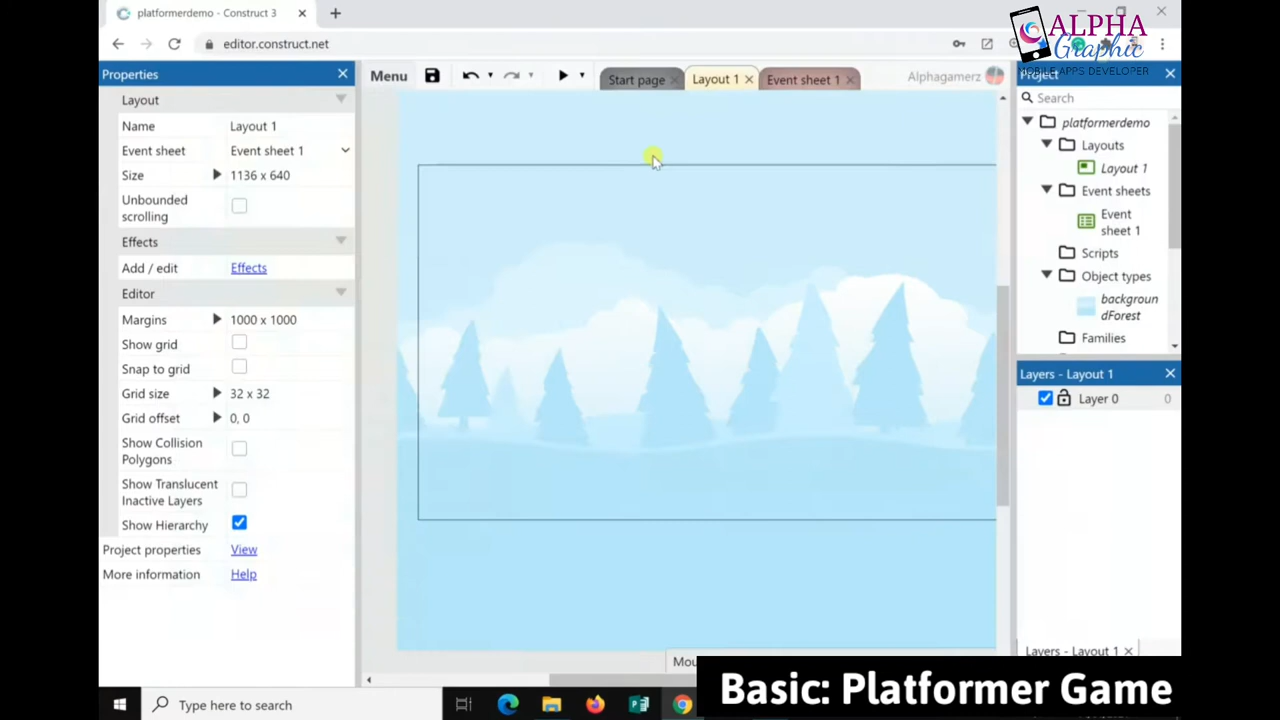 platformerdemo - Construct 3
editor.construct.net
ALPHA
Graphic
MOBILE APPS DEVELOPER
Properties
Menu
Start page
Layout 1
Event sheet 1
Alphagamerz
Project
Layout
Name Layout 1
Event sheet Event sheet 1
Size 1136 x 640
Unbounded
scrolling
Effects
Add / edit Effects
Editor
Margins 1000 x 1000
Show grid
Snap to grid
Grid size 32 x 32
Grid offset 0, 0
Show Collision
Polygons
Show Translucent
Inactive Layers
Show Hierarchy
Project properties View
More information Help
Search
platformerdemo
Layouts
Layout 1
Event sheets
Event
sheet 1
Scripts
Object types
backgroun
dForest
Families
Layers - Layout 1
Layer 0 0
Layers - Layout 1
Mou
Type here to search
Basic: Platformer Game